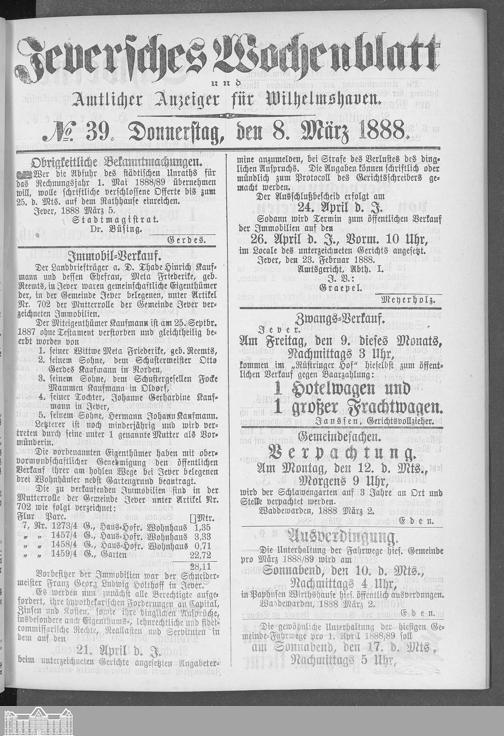 Jeversches Wochenblatt
und
Amtlicher Anzeiger für Wilhelmshaven.
No. 39. Donnerstag, den 8. März 1888.
Obrigkeitliche Bekanntmachungen.
Wer die Abfuhr des städtischen Unraths für
das Rechnungsjahr 1. Mai 1888/89 übernehmen
will, wolle schriftliche verschlossene Offerte bis zum
25. d. Mts. auf dem Rathhause einreichen.
Jever, 1888 März 5.
Stadtmagistrat.
Dr. Büsing.
Gerdes.
Immobil-Verkauf.
Der Landbriefträger a. D. Thade Hinrich Kauf-
mann und dessen Ehefrau, Meta Friederike, geb.
Reents, in Jever waren gemeinschaftliche Eigenthümer
der, in der Gemeinde Jever belegenen, unter Artikel
No. 702 der Mutterrolle der Gemeinde Jever ver-
zeichneten Immobilien.
Der Miteigenthümer Kaufmann ist am 25. Septbr.
1887 ohne Testament verstorben und gleichtheilig be-
erbt worden von
1. seiner Wittwe Meta Friederike, geb. Reents,
2. seinem Sohne, dem Schustermeister Otto
Gerdes Kaufmann in Norden,
3. seinem Sohne, dem Schustergesellen Focke
Mammen Kaufmann in Oldorf,
4. seiner Tochter, Johanne Gerhardine Kauf-
mann in Jever,
5. seinem Sohne, Hermann Johann Kaufmann.
Letzterer ist noch minderjährig und wird ver-
treten durch seine unter 1 genannte Mutter als Vor-
münderin.
Die vorbenannten Eigenthümer haben mit ober-
vormundschaftlicher Genehmigung den öffentlichen
Verkauf ihrer am hohlen Wege bei Jever belegenen
drei Wohnhäuser nebst Gartengrund beantragt.
Die zu verkaufenden Immobilien sind in der
Mutterrolle der Gemeinde Jever unter Artikel Nr.
702 wie folgt verzeichnet:
Flur Parc. []Mtr.
7, Nr. 1273/4 G., Haus-Hofr. Wohnhaus 1,35
„ „ 1457/4 G., Haus-Hofr. Wohnhaus 3,33
„ „ 1458/4 G., Haus-Hofr. Wohnhaus 0,71
„ „ 1459/4 G., Garten 22,72
28,11
Vorbesitzer der Immobilien war der Schneider-
meister Franz Georg Ludwig Holthoff in Jever.
Es werden nun zunächst alle Berechtigte aufge-
fordert, ihre hypothekarischen Forderungen an Capital,
Zinsen und Kosten, sowie ihre dinglichen Ansprüche,
insbesondere auch Eigenthums-, lehnrechtliche und fidei-
commissarische Rechte, Reallasten und Servituten in
dem auf den
21. April d. J.
beim unterzeichneten Gerichte angesetzten Angabeter-
mine anzumelden, bei Strafe des Verlustes des ding-
lichen Anspruchs. Die Angaben können schriftlich oder
mündlich zum Protocoll des Gerichtsschreibers ge-
macht werden.
Der Ausschlußbescheid erfolgt am
24. April d. J.
Sodann wird Termin zum öffentlichen Verkauf
der Immobilien auf den
26. April d. J., Vorm. 10 Uhr,
im Locale des unterzeichneten Gerichts angesetzt.
Jever, den 23. Februar 1888.
Amtsgericht, Abth. I.
J. V.:
Graepel.
Meyerholz.
Zwangs-Verkauf.
Jever.
Am Freitag, den 9. dieses Monats,
Nachmittags 3 Uhr,
kommen im „Rüstringer Hof“ hieselbst zum öffent-
lichen Verkauf gegen Baarzahlung:
1 Hotelwagen und
1 großer Frachtwagen.
Janssen, Gerichtsvollzieher.
Gemeindesachen.
Verpachtung.
Am Montag, den 12. d. Mts.,
Morgens 9 Uhr,
wird der Schlawengarten auf 3 Jahre an Ort und
Stelle verpachtet werden.
Waddewarden, 1888 März 2.
Eden.
Ausverdingung.
Die Unterhaltung der Fahrwege hies. Gemeinde
pro März 1888/89 wird am
Sonnabend, den 10. d. Mts.,
Nachmittags 4 Uhr,
in Wirthshause hies. öffentlich ausverdungen.
Waddewarden, 1888 März 2.
Eden.
Die gewöhnliche Unterhaltung der hiesigen Ge-
meinde-Fahrwege pro 1. April 1888/89 soll
am Sonnabend, den 17. d. Mts.,
Nachmittags 5 Uhr,